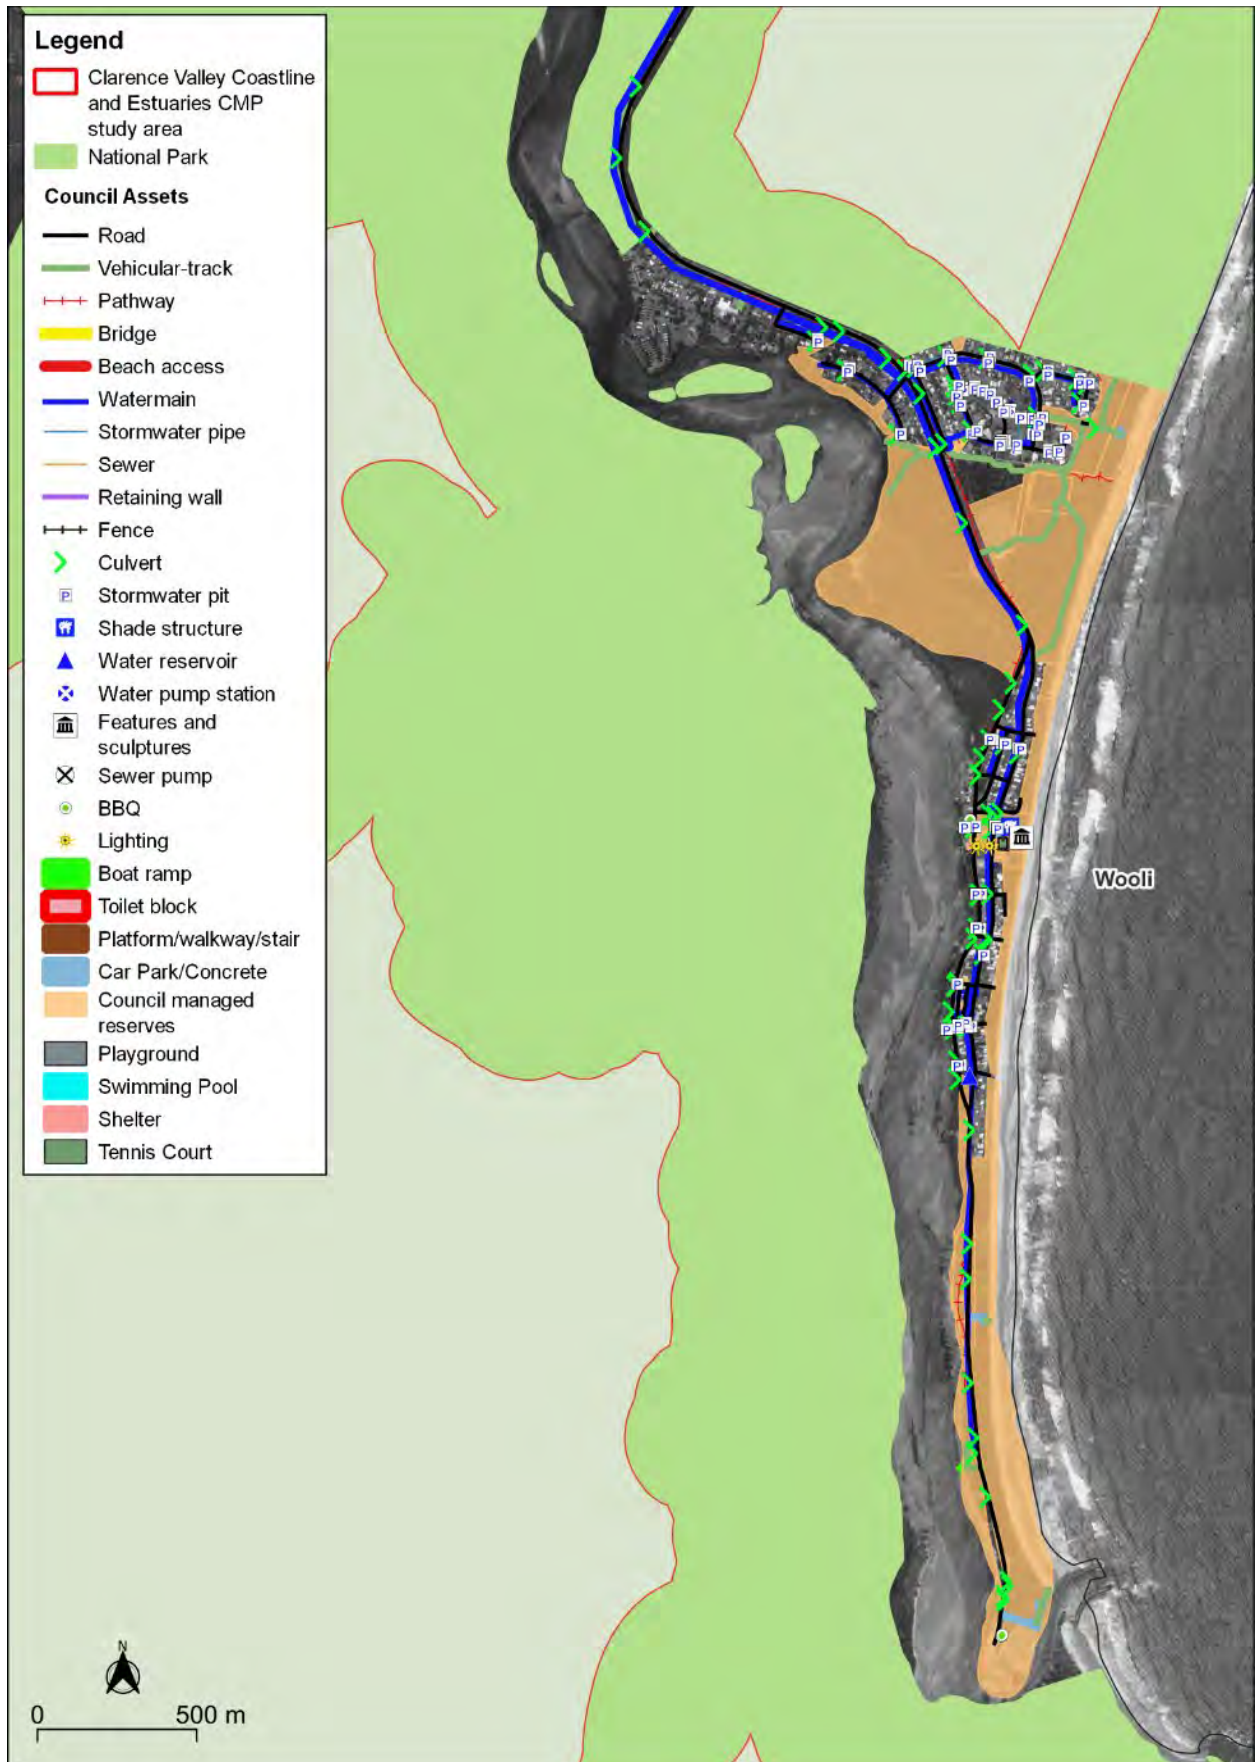 Legend
Clarence Valley Coastline
and Estuaries CMP
study area
National Park
Council Assets
Road
Vehicular-track
Pathway
Bridge
Beach access
Watermain
Stormwater pipe
Sewer
Retaining wall
Fence
Culvert
P
Stormwater pit
Shade structure
Water reservoir
Water pump station
Features and
sculptures
Sewer pump
BBQ
Lighting
Boat ramp
Toilet block
Platform/walkway/stair
Car Park/Concrete
Council managed
reserves
Playground
Swimming Pool
Shelter
Tennis Court
Wooli
N
0 500 m